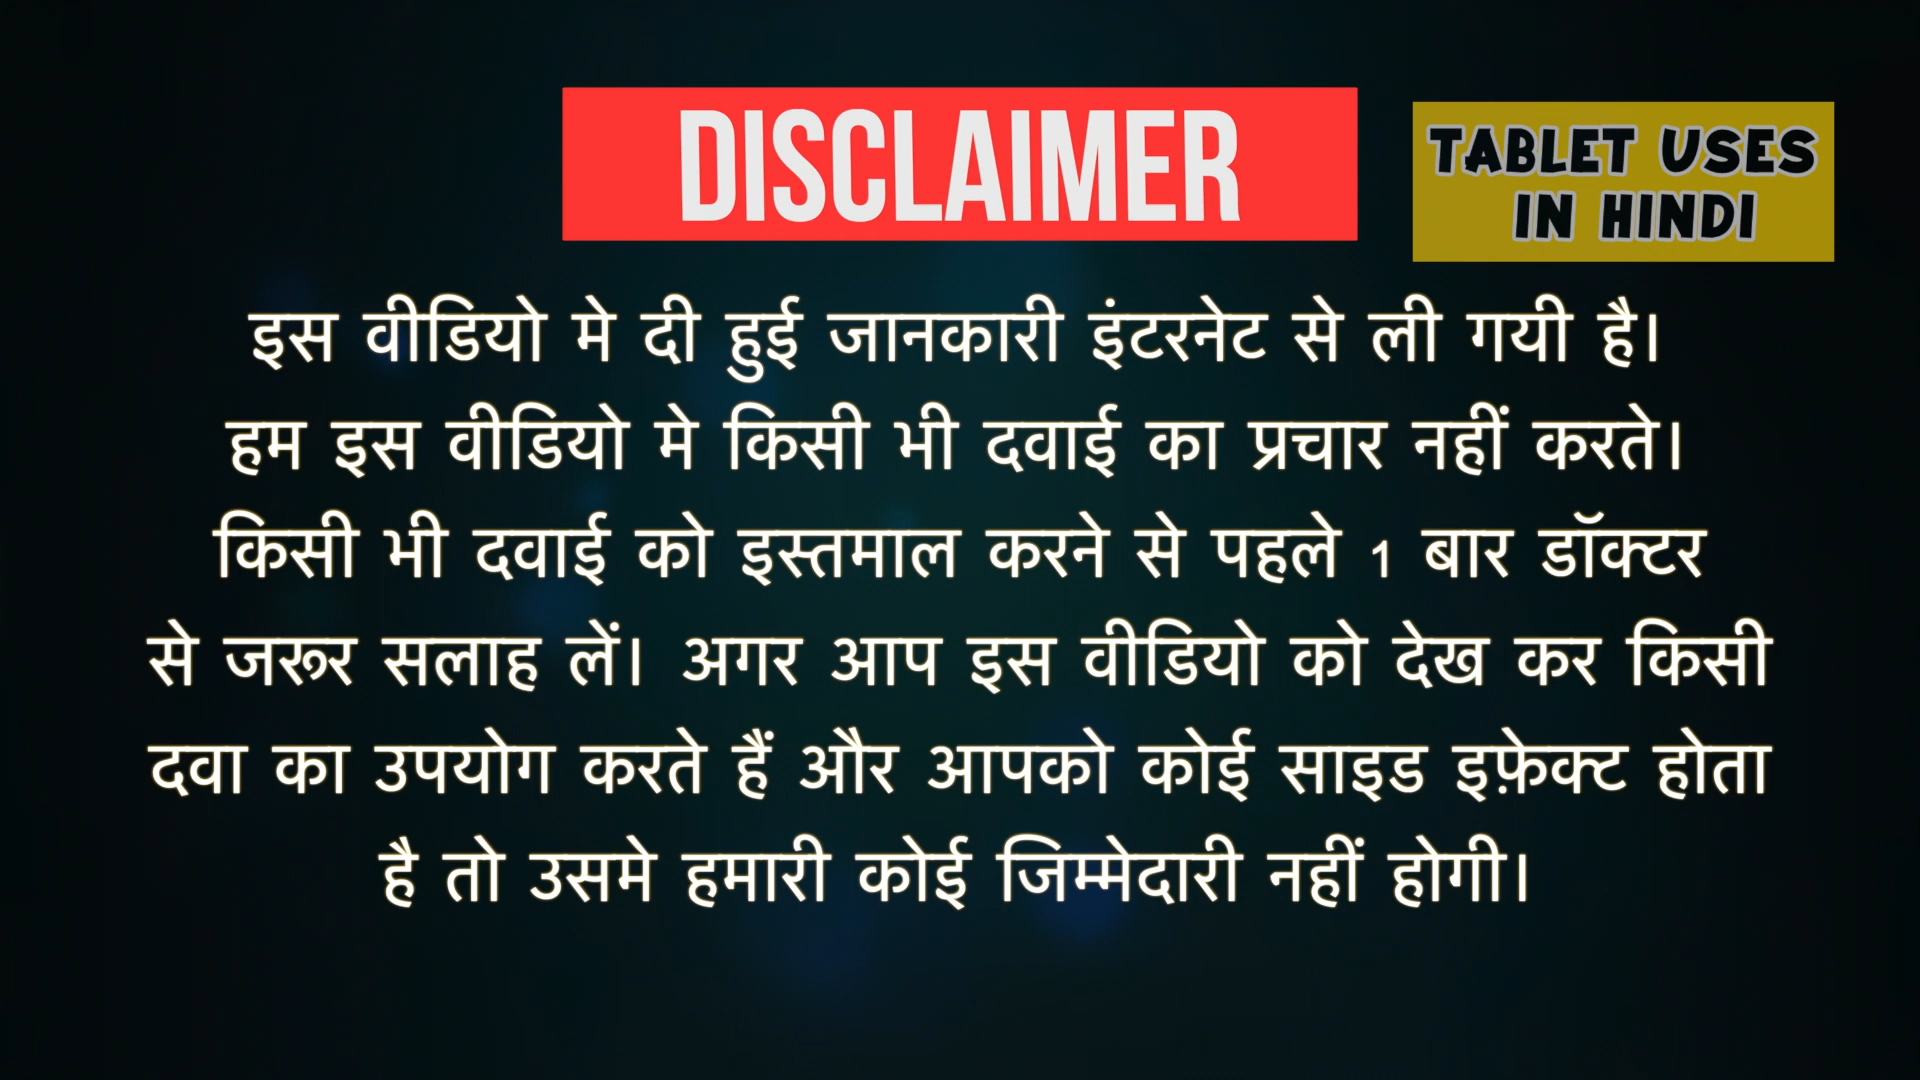 DISCLAIMER
TABLET USES
IN HINDI
इस वीडियो मे दी हुई जानकारी इंटरनेट से ली गयी है।
हम इस वीडियो मे किसी भी दवाई का प्रचार नहीं करते।
किसी भी दवाई को इस्तमाल करने से पहले 1 बार डॉक्टर
से जरूर सलाह लें। अगर आप इस वीडियो को देख कर किसी
दवा का उपयोग करते हैं और आपको कोई साइड इफ़ेक्ट होता
है तो उसमे हमारी कोई जिम्मेदारी नहीं होगी।